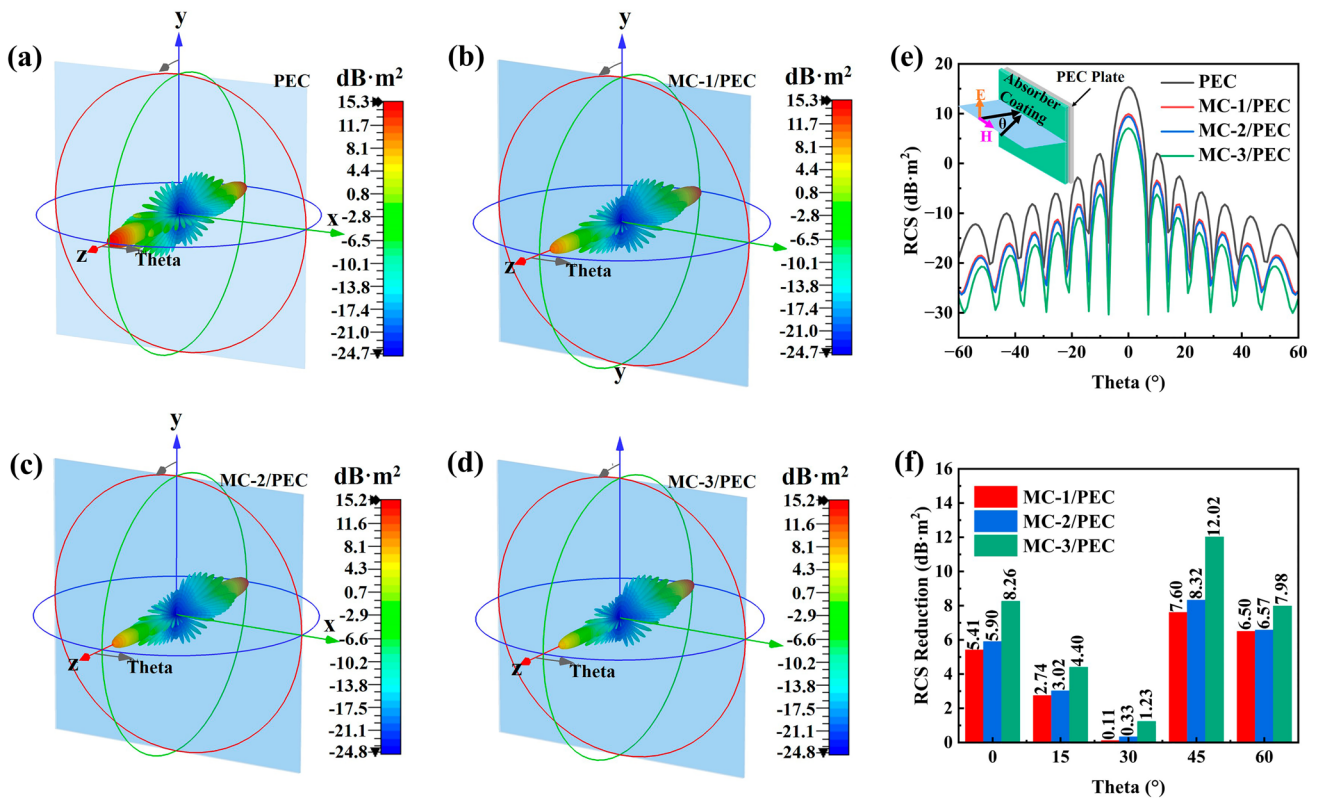 (a)
y
PEC
x
z
Theta
dB·m²
15.3
11.7
8.1
4.4
0.8
-2.8
-6.5
-10.1
-13.8
-17.4
-21.0
-24.7
(b)
y
MC-1/PEC
z
Theta
y
dB·m²
15.3
11.7
8.1
4.4
0.8
-2.8
-6.5
-10.1
-13.8
-17.4
-21.0
-24.7
(e)
RCS (dB·m²)
20
10
0
−10
−20
−30
−60
−40
−20
0
20
40
60
Theta (°)
PEC Plate
Absorber
Coating
E
H
θ
PEC
MC-1/PEC
MC-2/PEC
MC-3/PEC
(c)
y
MC-2/PEC
x
z
Theta
dB·m²
15.2
11.6
8.0
4.3
0.7
-2.9
-6.6
-10.2
-13.8
-17.5
-21.1
-24.8
(d)
MC-3/PEC
z
Theta
dB·m²
15.2
11.6
8.0
4.3
0.7
-2.9
-6.6
-10.2
-13.8
-17.5
-21.1
-24.8
(f)
RCS Reduction (dB·m²)
16
14
12
10
8
6
4
2
0
MC-1/PEC
MC-2/PEC
MC-3/PEC
5.41
5.90
8.26
2.74
3.02
4.40
0.11
0.33
1.23
7.60
8.32
12.02
6.50
6.57
7.98
0
15
30
45
60
Theta (°)